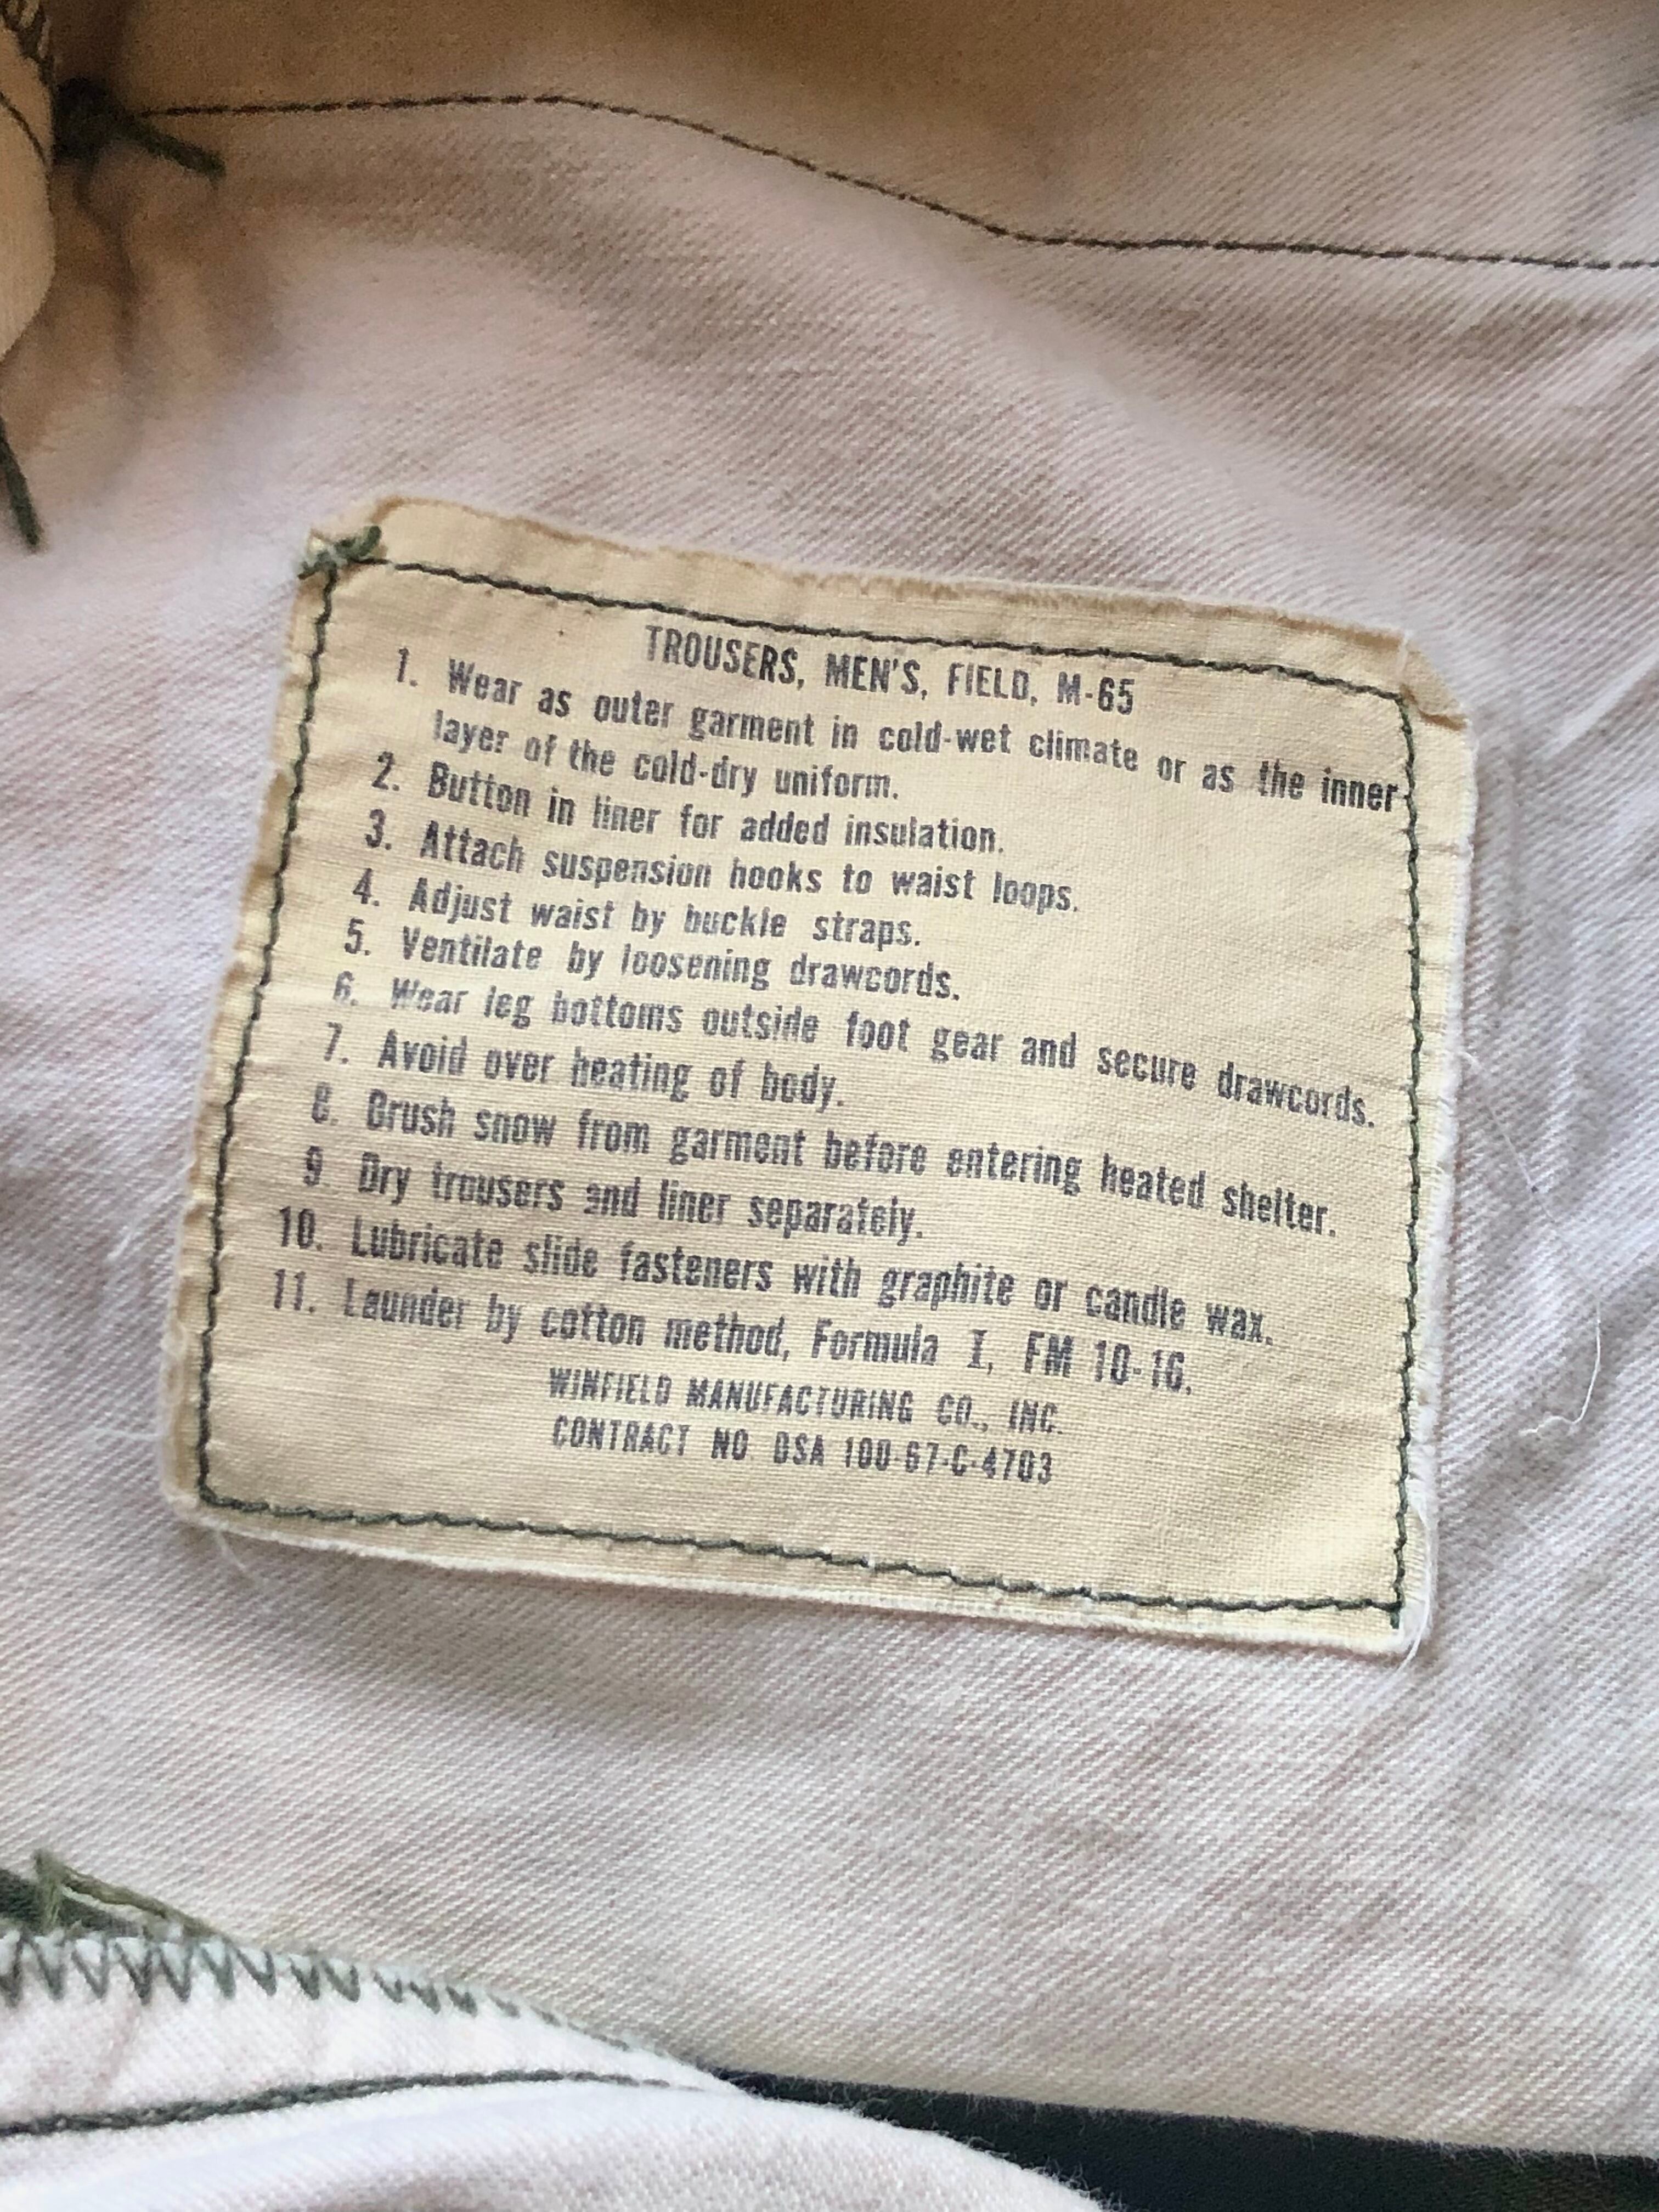 TROUSERS, MEN'S, FIELD, M-65
1. Wear as outer garment in cold-wet climate or as the inner
layer of the cold-dry uniform.
2. Button in liner for added insulation.
3. Attach suspension hooks to waist loops.
4. Adjust waist by buckle straps.
5. Ventilate by loosening drawcords.
6. Wear leg bottoms outside foot gear and secure drawcords.
7. Avoid over heating of body.
8. Brush snow from garment before entering heated shelter.
9. Dry trousers and liner separately.
10. Lubricate slide fasteners with graphite or candle wax.
11. Launder by cotton method, Formula I, FM 10-16.
WINFIELD MANUFACTURING CO., INC.
CONTRACT NO. DSA 100-67-C-4703